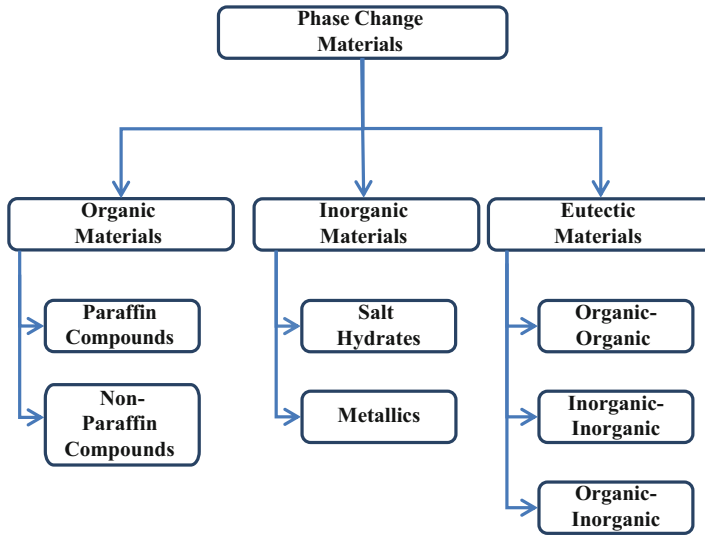 Phase Change
Materials
Organic
Materials
Inorganic
Materials
Eutectic
Materials
Paraffin
Compounds
Non-
Paraffin
Compounds
Salt
Hydrates
Metallics
Organic-
Organic
Inorganic-
Inorganic
Organic-
Inorganic